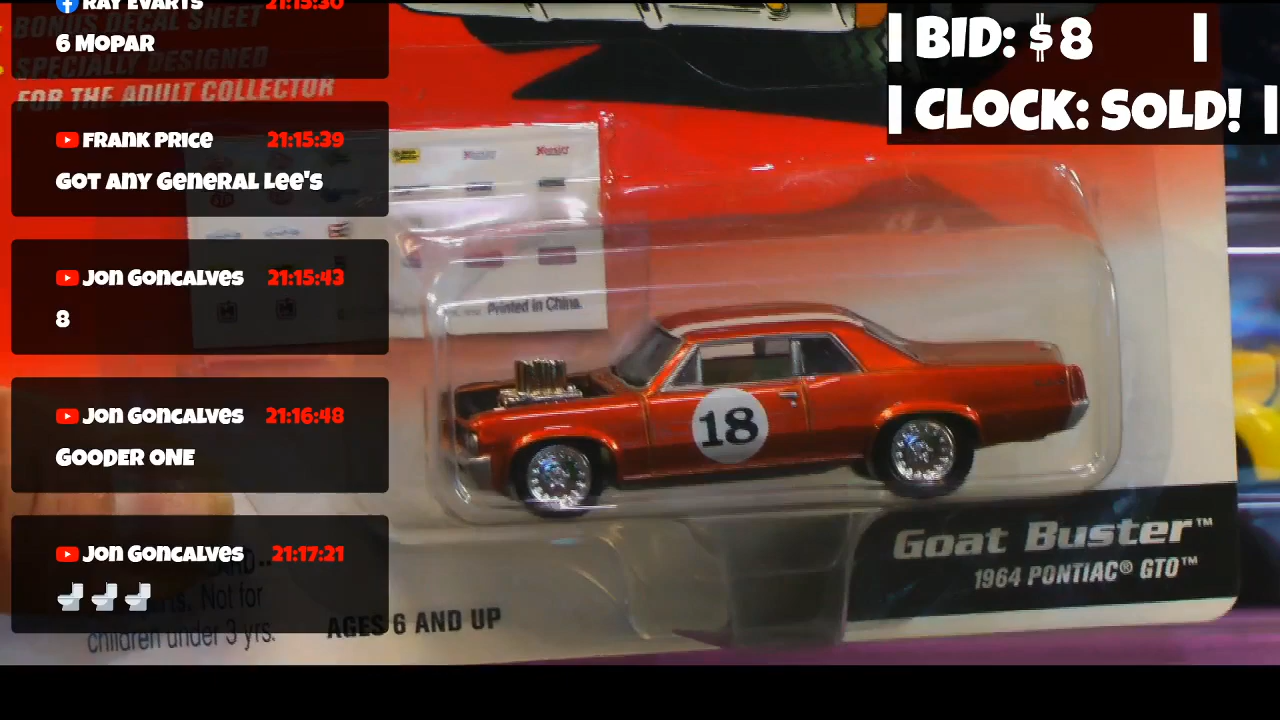 RAY EVARTS 21:15:30
6 MOPAR
BONUS DECAL SHEET
SPECIALLY DESIGNED
FOR THE ADULT COLLECTOR
FRANK PRICE 21:15:39
GOT ANY GENERAL LEE'S
JON GONCALVES 21:15:43
8
JON GONCALVES 21:16:48
GOODER ONE
JON GONCALVES 21:17:21
| BID: $8 |
| CLOCK: SOLD! |
Printed in China.
18
Goat Buster™
1964 PONTIAC® GTO™
Not for
children under 3 yrs.
AGES 6 AND UP